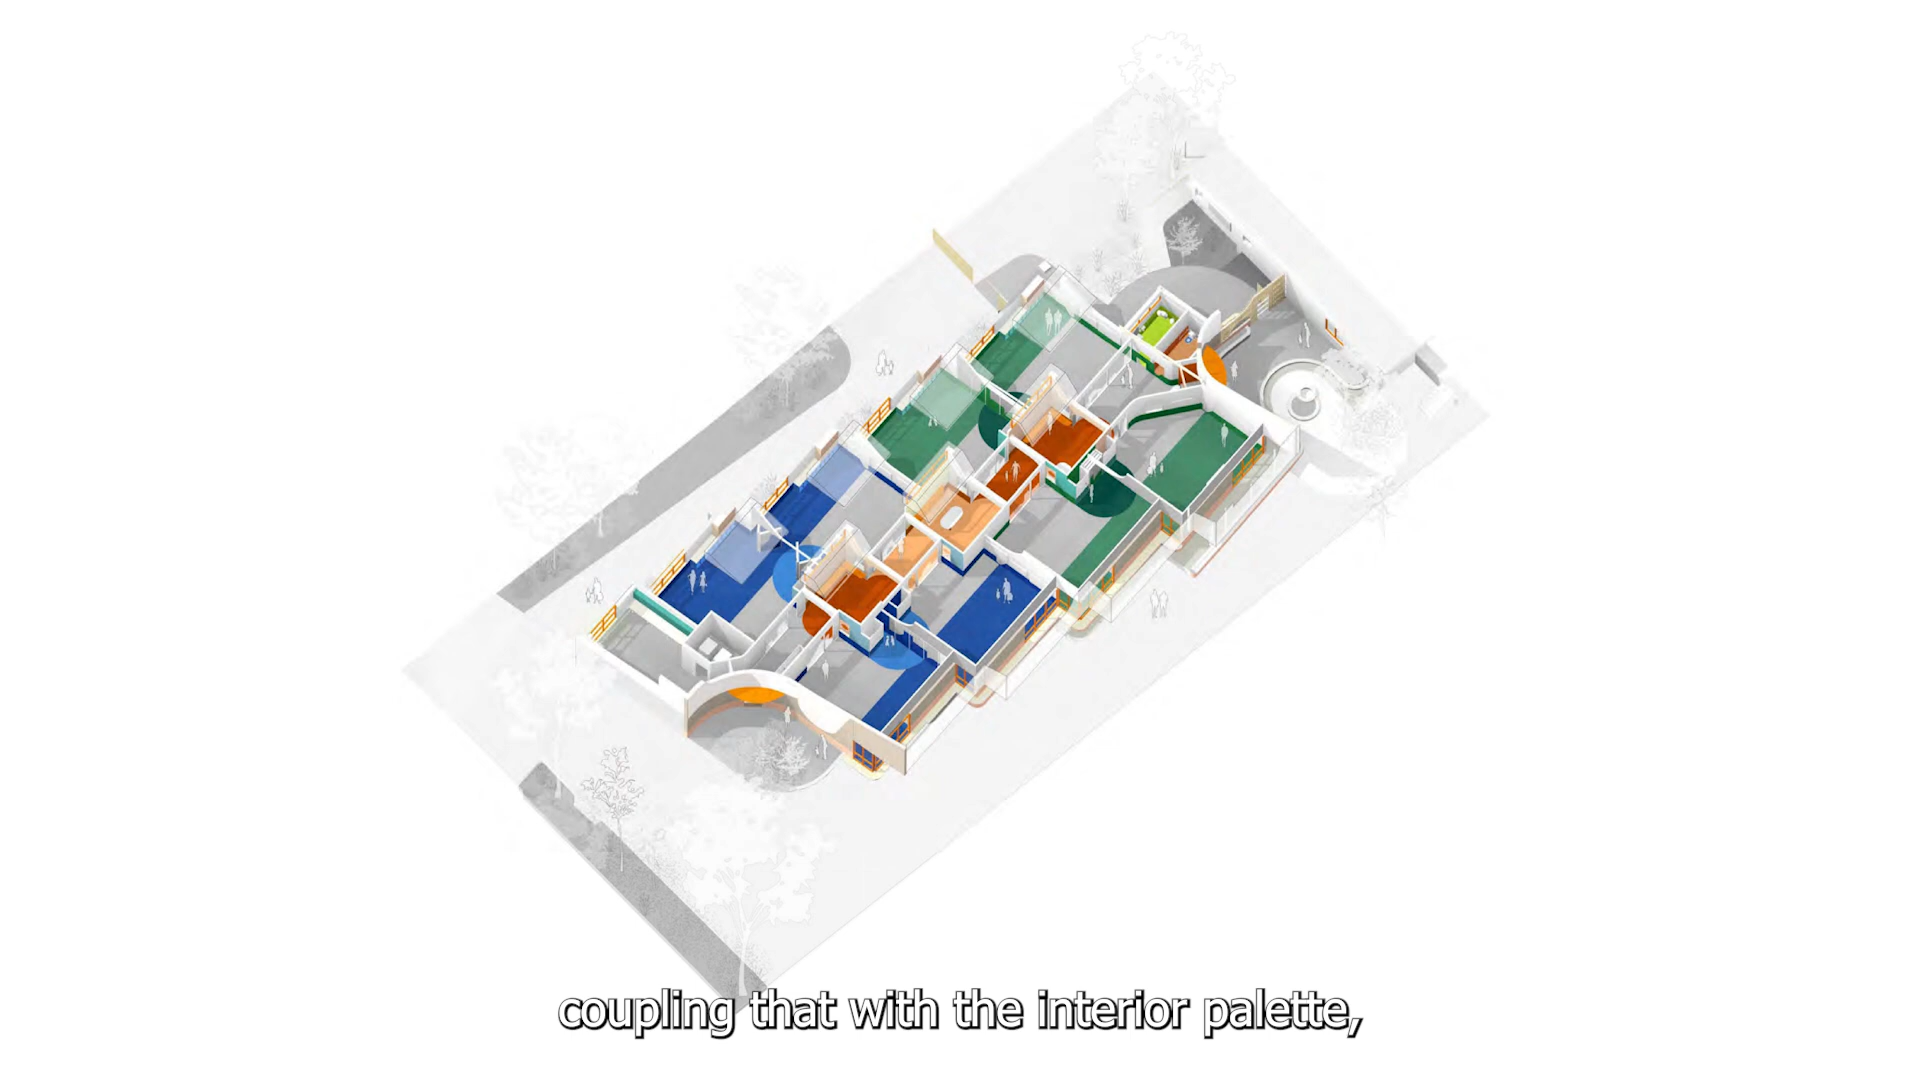 coupling that with the interior palette,